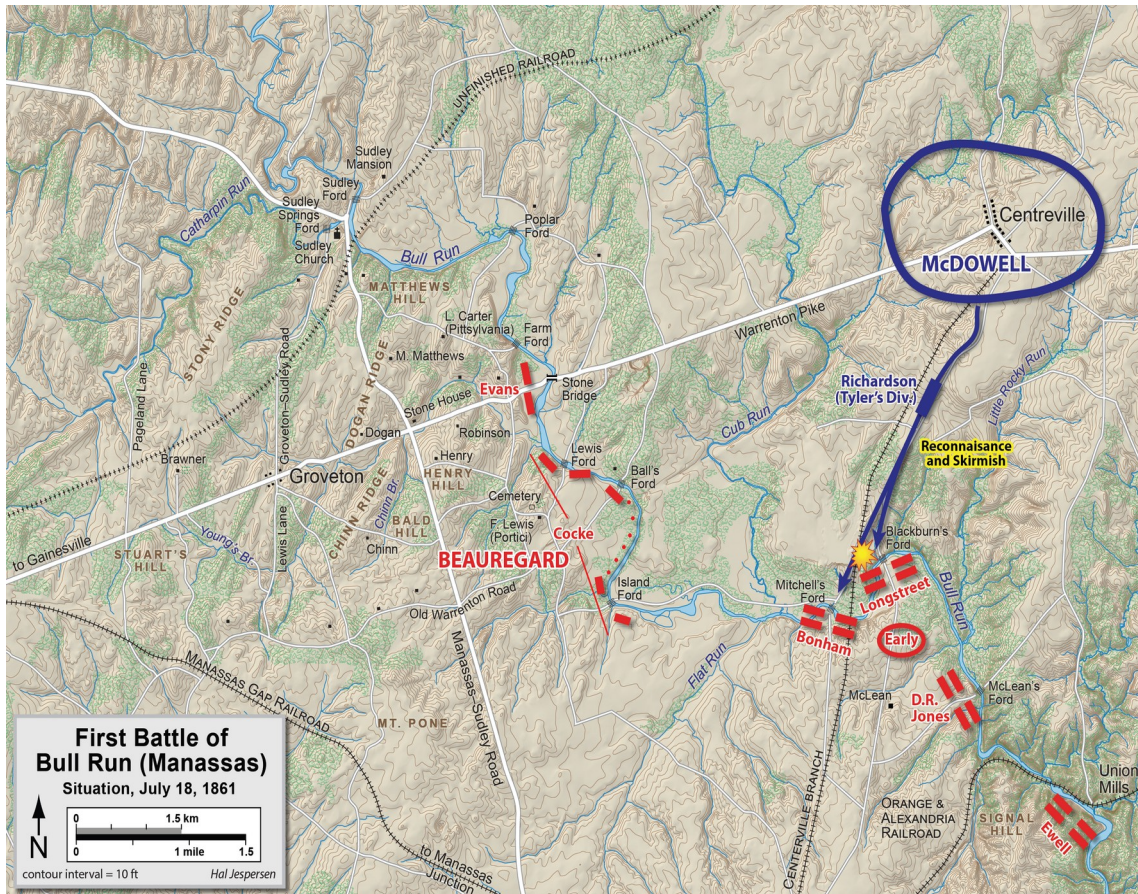 UNFINISHED RAILROAD
Sudley
Mansion
Sudley
Ford
Sudley
Springs
Ford
Sudley
Church
Catharpin Run
Bull Run
Poplar
Ford
Centreville
McDOWELL
MATTHEWS
HILL
L. Carter
(Pittsylvania)
Farm
Ford
Warrenton Pike
STONY RIDGE
Groveton–Sudley Road
Pageland Lane
DOGAN RIDGE
M. Matthews
Evans
Stone
Bridge
Stone House
Richardson
(Tyler's Div.)
Little Rocky Run
Cub Run
Dogan
Robinson
Reconnaisance
and Skirmish
Brawner
Groveton
Henry
HENRY
HILL
Lewis
Ford
Ball's
Ford
CHINN RIDGE
Chinn Br.
Cemetery
BALD
HILL
F. Lewis
(Portici)
Cocke
Blackburn's
Ford
to Gainesville
Young's Br.
Lewis Lane
STUART'S
HILL
Chinn
BEAUREGARD
Island
Ford
Mitchell's
Ford
Longstreet
Bull Run
Old Warrenton Road
Bonham
Early
Flat Run
MANASSAS GAP RAILROAD
Manassas–Sudley Road
McLean
D.R.
Jones
McLean's
Ford
MT. PONE
First Battle of
Bull Run (Manassas)
Situation, July 18, 1861
0 1.5 km
0 1 mile 1.5
N
contour interval = 10 ft Hal Jespersen
to Manassas
Junction
CENTERVILLE BRANCH
ORANGE &
ALEXANDRIA
RAILROAD
SIGNAL
HILL
Union
Mills
Ewell